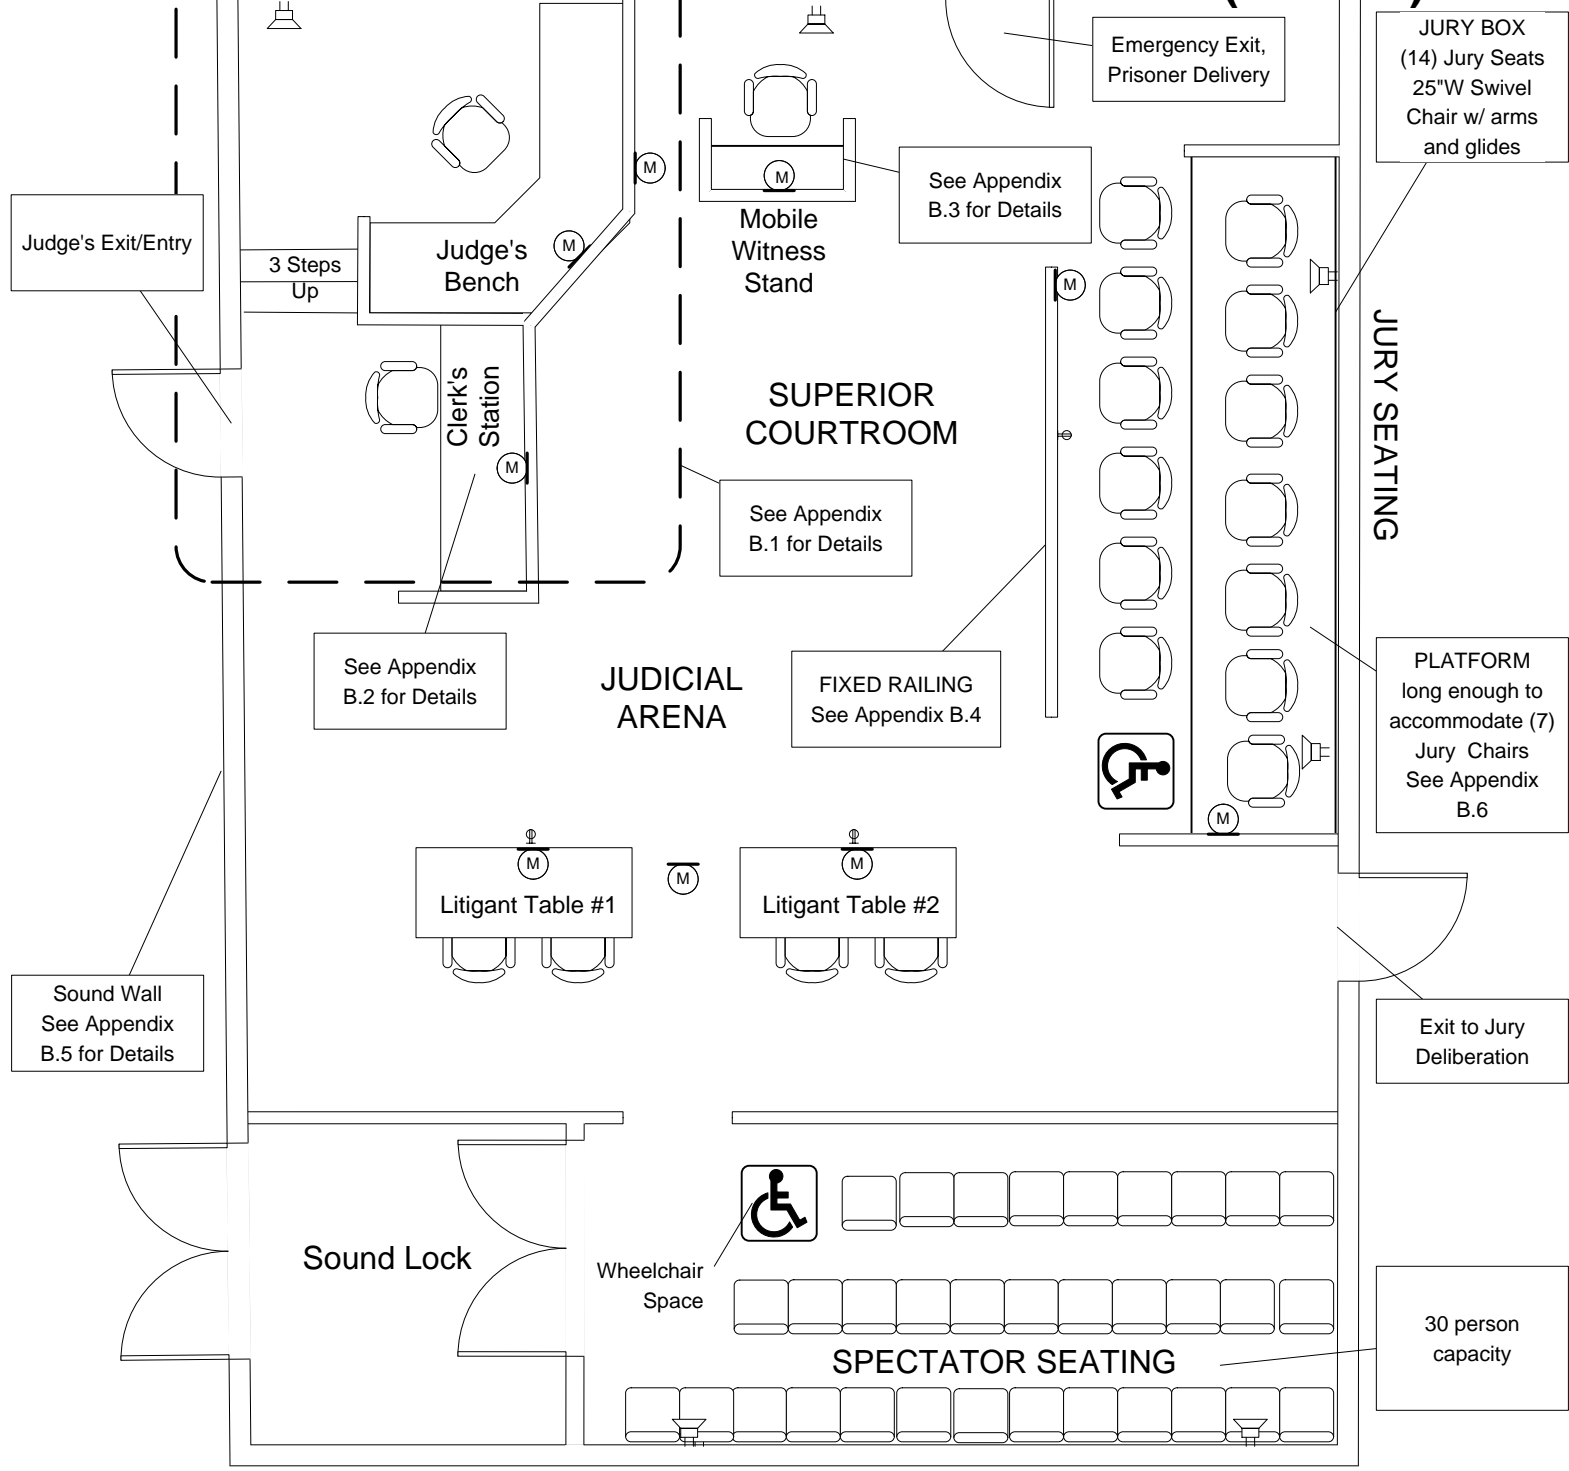 Emergency Exit,
Prisoner Delivery
JURY BOX
(14) Jury Seats
25"W Swivel
Chair w/ arms
and glides
M
M
See Appendix
B.3 for Details
Mobile
Witness
Stand
Judge's Exit/Entry
3 Steps
Up
Judge's
Bench
M
M
JURY SEATING
Clerk's
Station
M
SUPERIOR
COURTROOM
See Appendix
B.1 for Details
See Appendix
B.2 for Details
JUDICIAL
ARENA
FIXED RAILING
See Appendix B.4
PLATFORM
long enough to
accommodate (7)
Jury Chairs
See Appendix
B.6
M
M
M
M
Litigant Table #1
Litigant Table #2
Sound Wall
See Appendix
B.5 for Details
Exit to Jury
Deliberation
Sound Lock
Wheelchair
Space
SPECTATOR SEATING
30 person
capacity